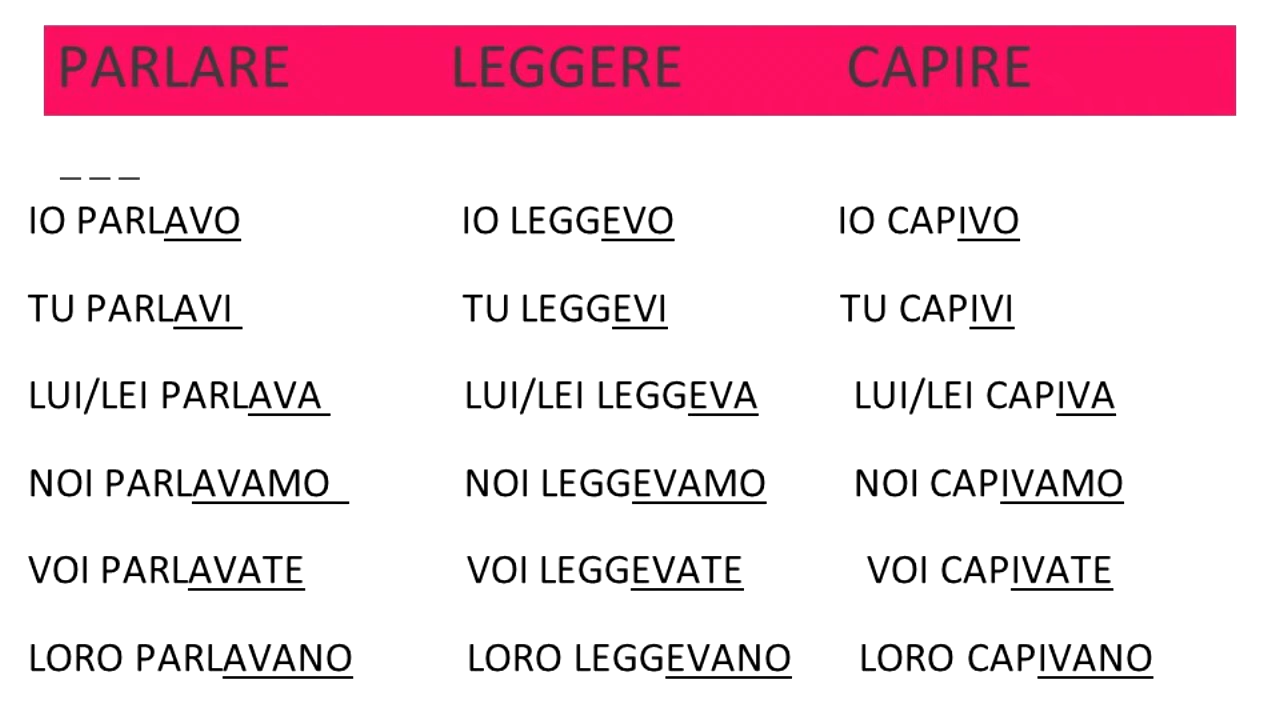 PARLARE LEGGERE CAPIRE
_ _ _
IO PARLAVO IO LEGGEVO IO CAPIVO
TU PARLAVI TU LEGGEVI TU CAPIVI
LUI/LEI PARLAVA LUI/LEI LEGGEVA LUI/LEI CAPIVA
NOI PARLAVAMO NOI LEGGEVAMO NOI CAPIVAMO
VOI PARLAVATE VOI LEGGEVATE VOI CAPIVATE
LORO PARLAVANO LORO LEGGEVANO LORO CAPIVANO